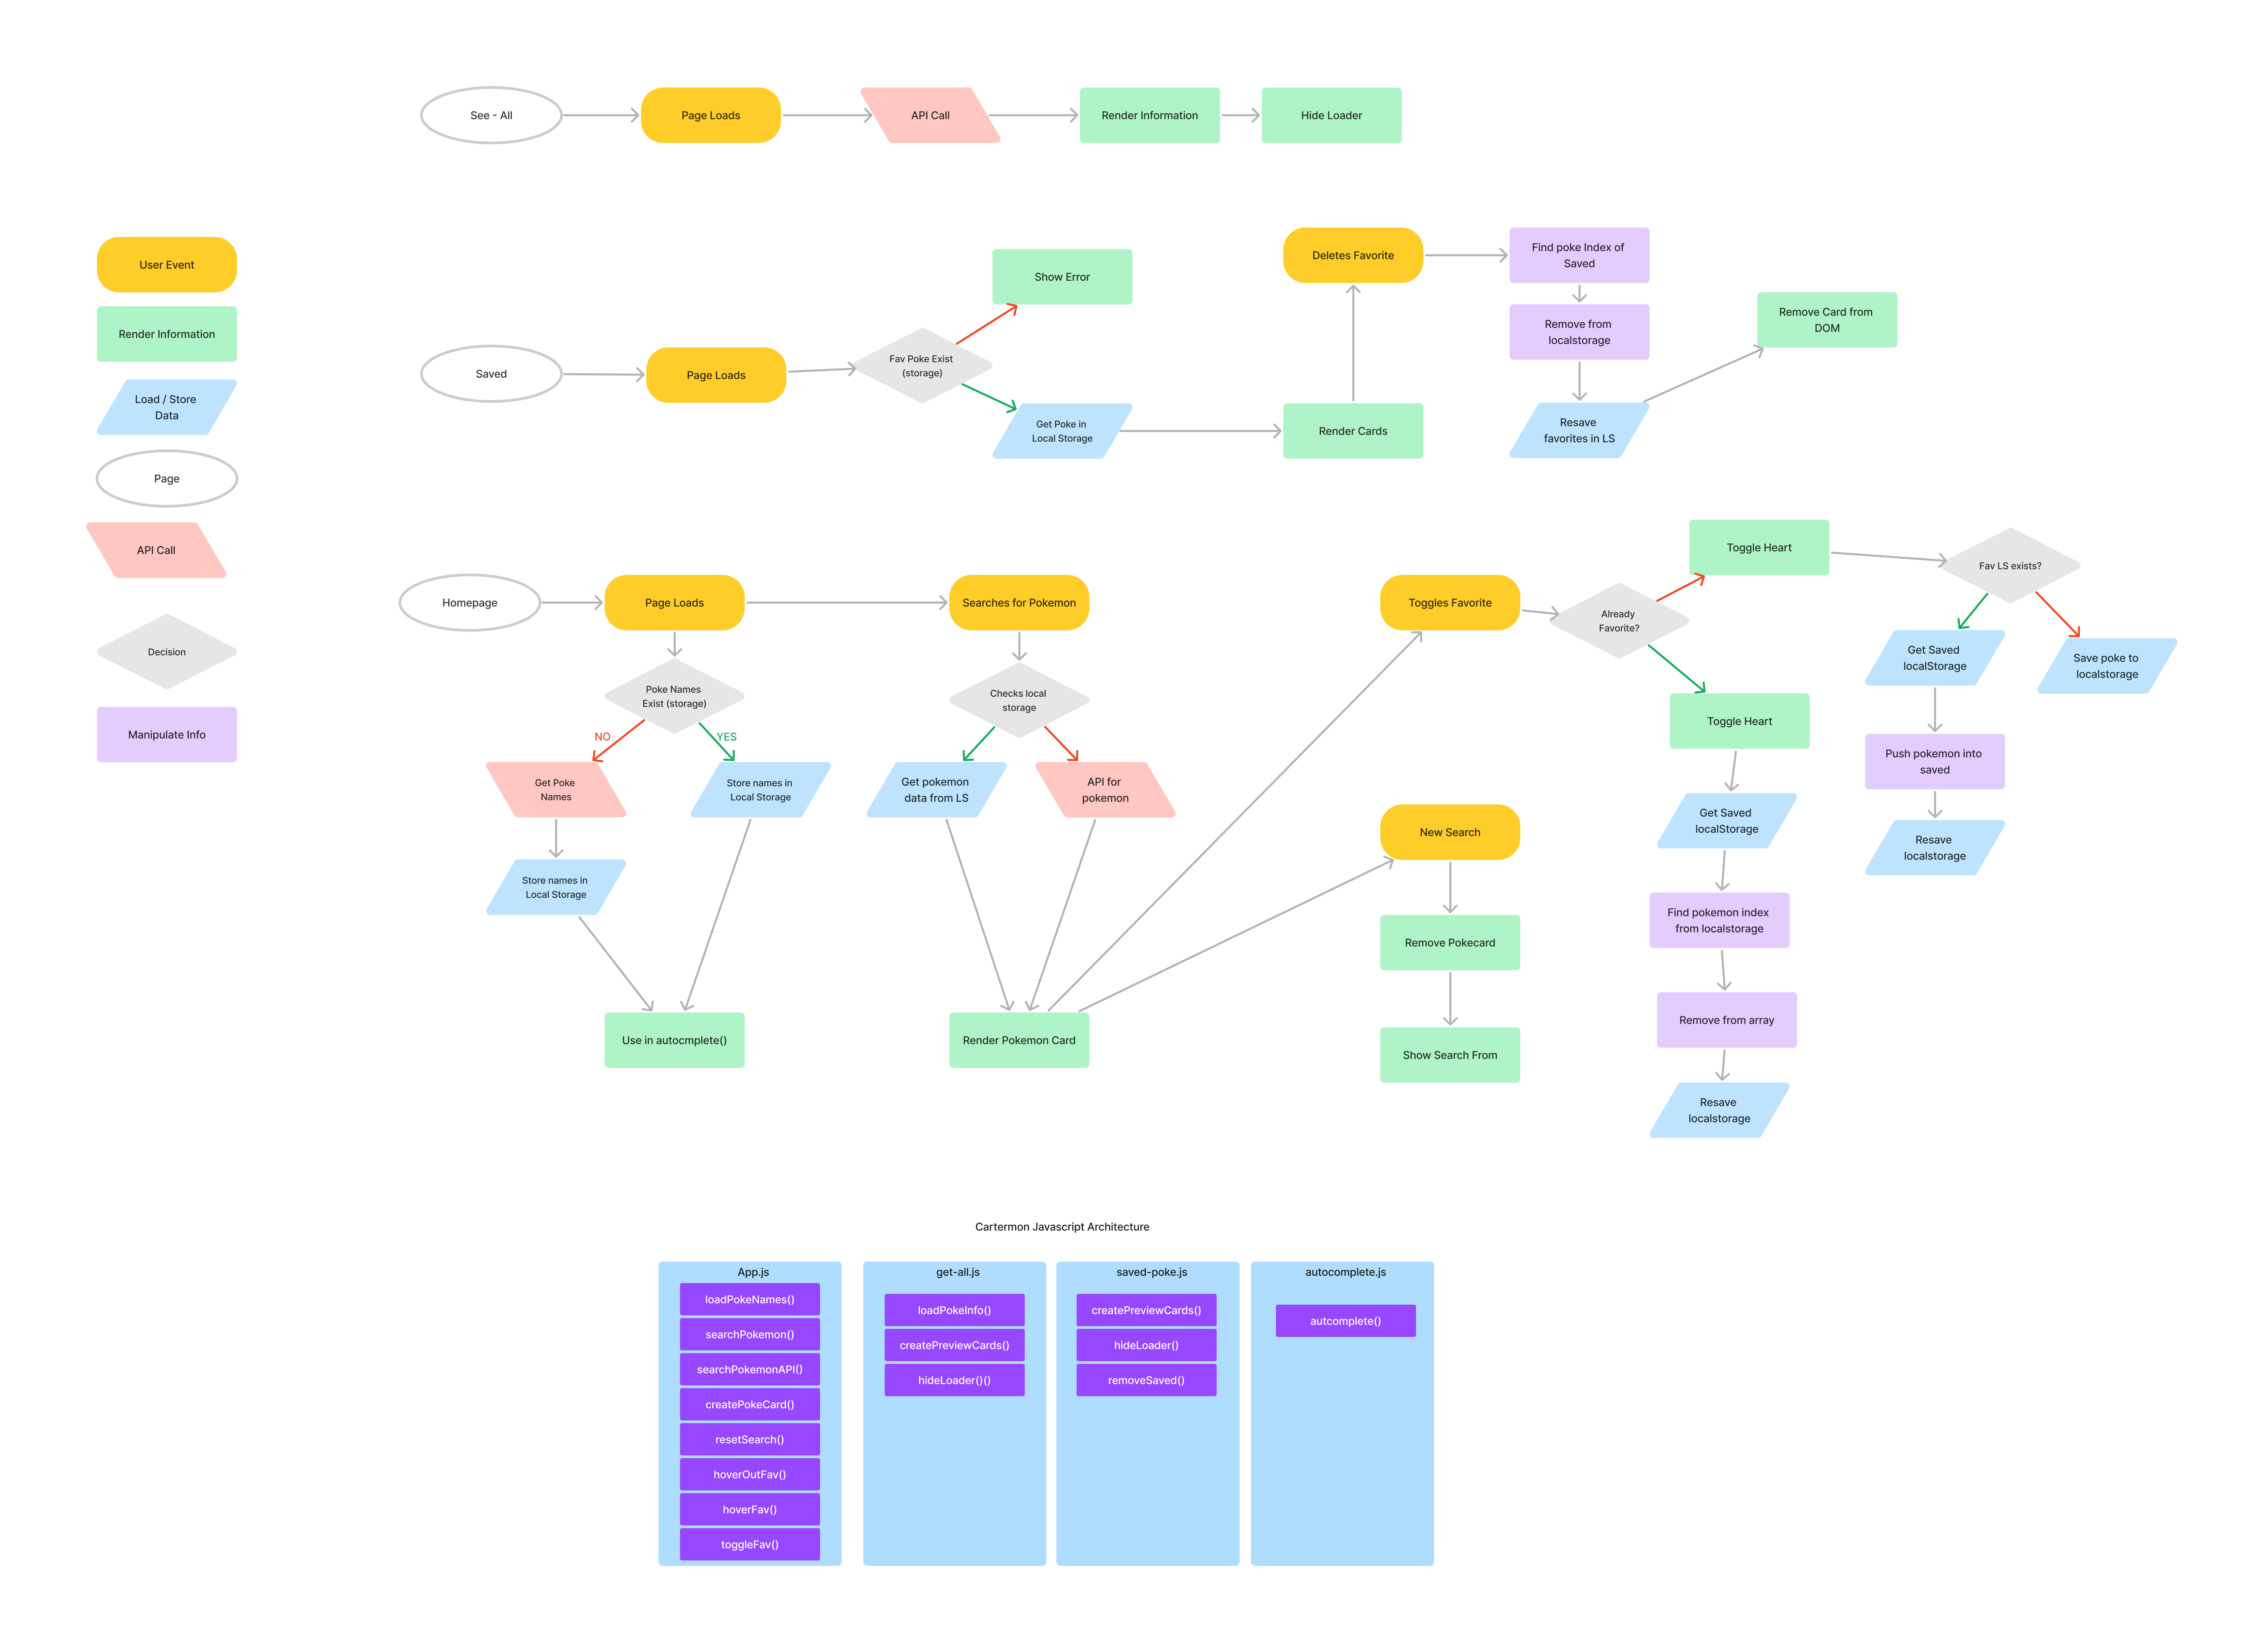 See - All
Page Loads
API Call
Render Information
Hide Loader
User Event
Render Information
Load / Store
Data
Page
API Call
Decision
Manipulate Info
Saved
Page Loads
Fav Poke Exist
(storage)
Show Error
Get Poke in
Local Storage
Render Cards
Deletes Favorite
Find poke Index of
Saved
Remove from
localstorage
Resave
favorites in LS
Remove Card from
DOM
Homepage
Page Loads
Poke Names
Exist (storage)
NO
YES
Get Poke
Names
Store names in
Local Storage
Store names in
Local Storage
Use in autocmplete()
Searches for Pokemon
Checks local
storage
Get pokemon
data from LS
API for
pokemon
Render Pokemon Card
Toggles Favorite
New Search
Remove Pokecard
Show Search From
Already
Favorite?
Toggle Heart
Fav LS exists?
Get Saved
localStorage
Save poke to
localstorage
Push pokemon into
saved
Resave
localstorage
Toggle Heart
Get Saved
localStorage
Find pokemon index
from localstorage
Remove from array
Resave
localstorage
Cartermon Javascript Architecture
App.js
loadPokeNames()
searchPokemon()
searchPokemonAPI()
createPokeCard()
resetSearch()
hoverOutFav()
hoverFav()
toggleFav()
get-all.js
loadPokeInfo()
createPreviewCards()
hideLoader()()
saved-poke.js
createPreviewCards()
hideLoader()
removeSaved()
autocomplete.js
autcomplete()